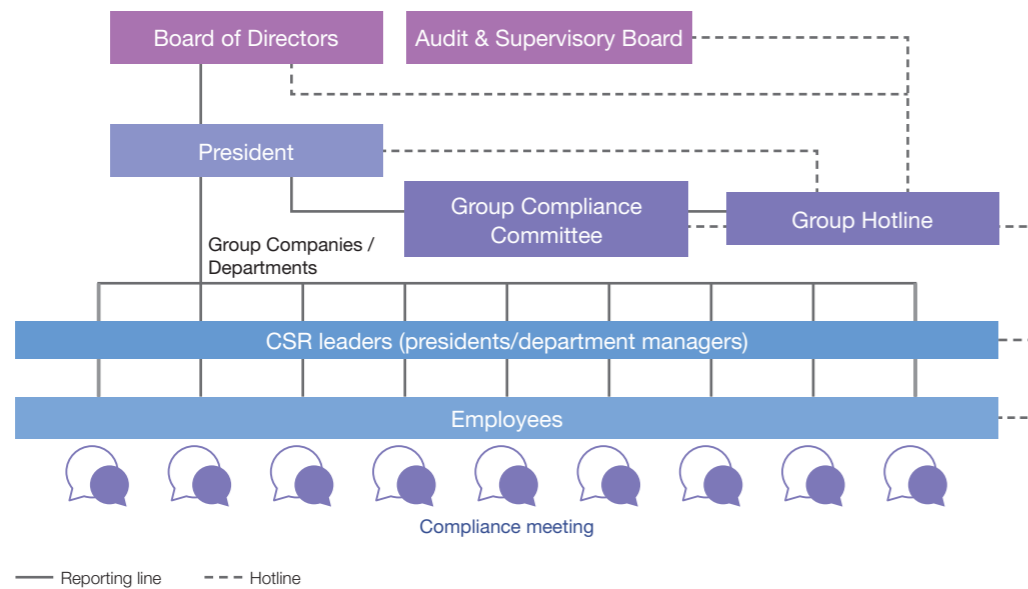 Board of Directors
Audit & Supervisory Board
President
Group Compliance
Committee
Group Hotline
Group Companies /
Departments
CSR leaders (presidents/department managers)
Employees
Compliance meeting
Reporting line
Hotline